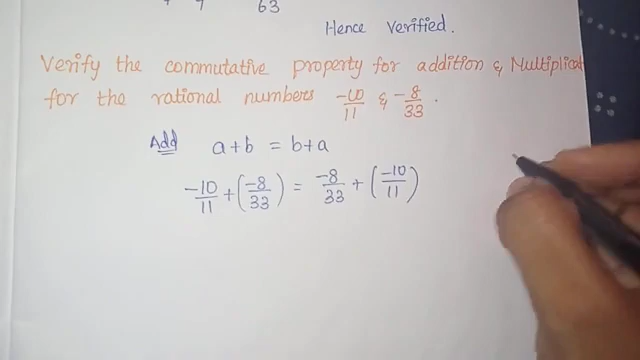 63
Hence Verified.
Verify the commutative property for addition & Multiplicat
for the rational numbers -10/11 & -8/33.
Add a+b = b+a
-10/11 + (-8/33) = -8/33 + (-10/11)